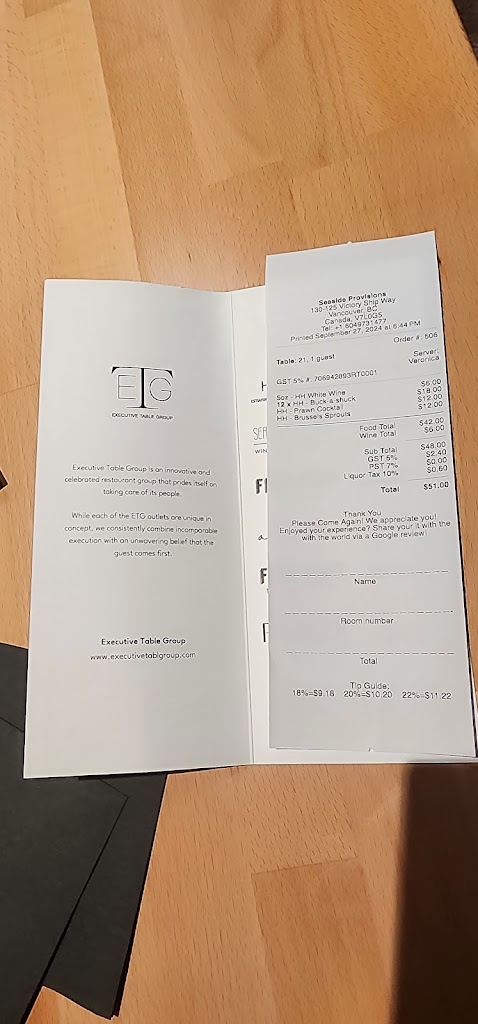 ETG
EXECUTIVE TABLE GROUP
Executive Table Group is an innovative and
celebrated restaurant group that prides itself on
taking care of its people.
While each of the ETG outlets are unique in
concept, we consistently combine incomparable
execution with an unwavering belief that the
guest comes first.
Executive Table Group
www.executivetablgroup.com
WIN
Seaside Provisions
130-125 Victory Ship Way
Vancouver, BC
Canada, V7L0G5
Tel: +1 6049731477
Printed September 27, 2024 at 6:44 PM
Order #: 506
Table: 21, 1 guest
Server:
Veronica
GST 5% #: 706942893RT0001
5oz - HH White Wine $6.00
12 x HH - Buck-a-shuck $18.00
HH - Prawn Cocktail $12.00
HH - Brussels Sprouts $12.00
Food Total $42.00
Wine Total $6.00
Sub Total $48.00
GST 5% $2.40
PST 7% $0.00
Liquor Tax 10% $0.60
Total $51.00
Thank You
Please Come Again! We appreciate you!
Enjoyed your experience? Share your it with the
with the world via a Google review!
Name
Room number
Total
Tip Guide:
18%=$9.18 20%=$10.20 22%=$11.22